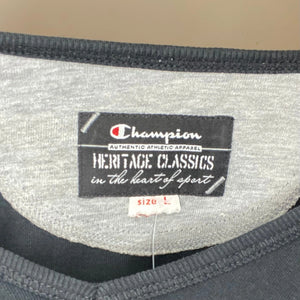 Champion
AUTHENTIC ATHLETIC APPAREL
HERITAGE CLASSICS
in the heart of sport
size L